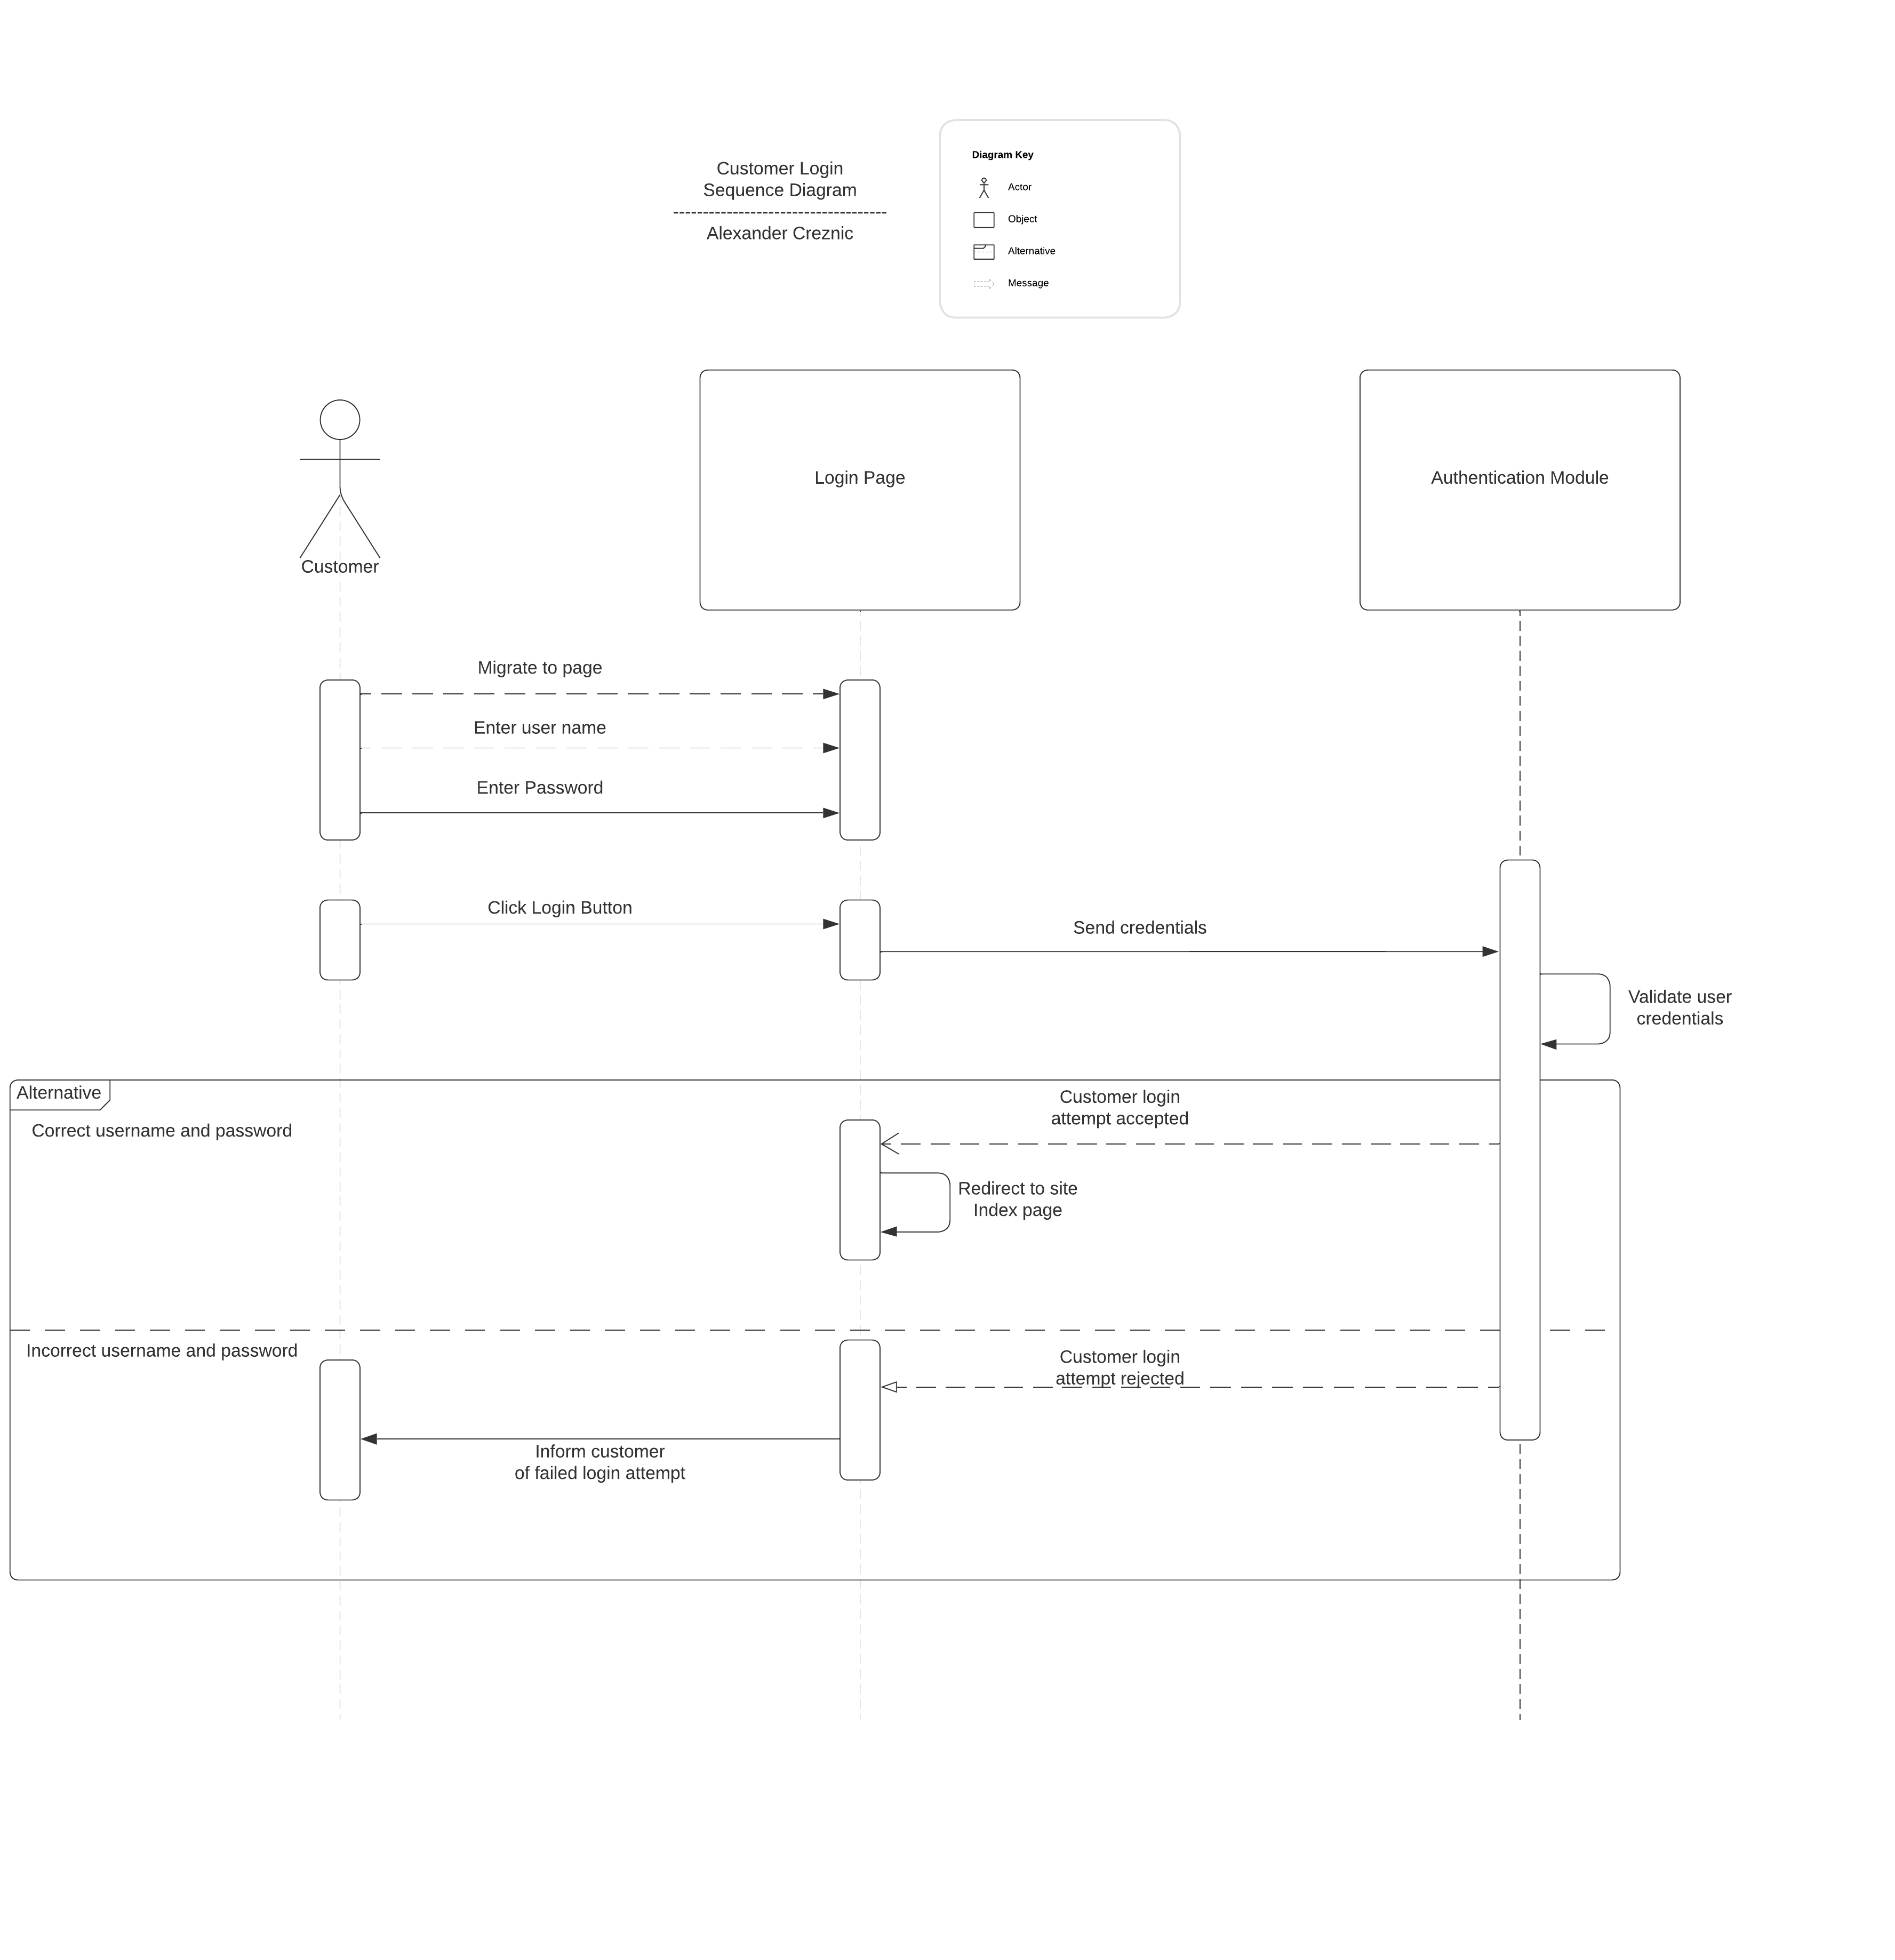 Customer Login
Sequence Diagram
Alexander Creznic
Diagram Key
Actor
Object
Alternative
Message
Customer
Login Page
Authentication Module
Migrate to page
Enter user name
Enter Password
Click Login Button
Send credentials
Validate user
credentials
Alternative
Correct username and password
Customer login
attempt accepted
Redirect to site
Index page
Incorrect username and password
Customer login
attempt rejected
Inform customer
of failed login attempt